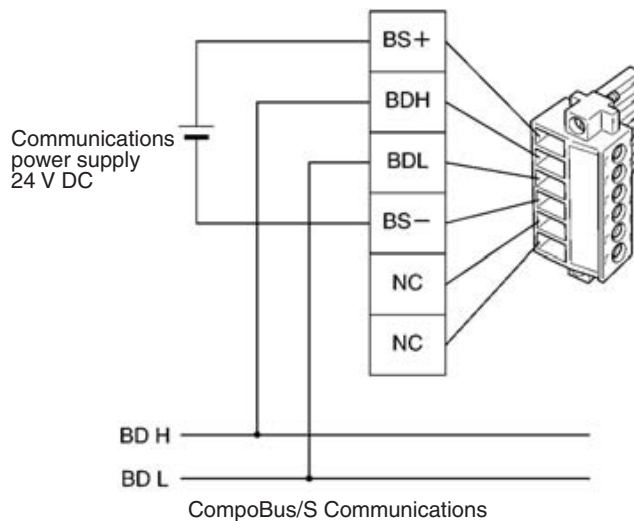 BS+
BDH
Communications
power supply
24 V DC
BDL
BS−
NC
NC
BD H
BD L
CompoBus/S Communications